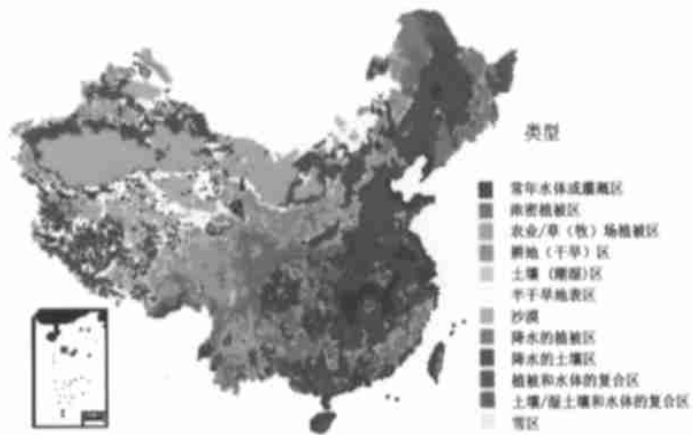 类型
常年水体或灌溉区
浓密植被区
农业/草（牧）场植被区
耕地（干旱）区
土壤（潮湿）区
半干旱地表区
沙漠
降水的植被区
降水的土壤区
植被和水体的复合区
土壤/湿土壤和水体的复合区
雪区